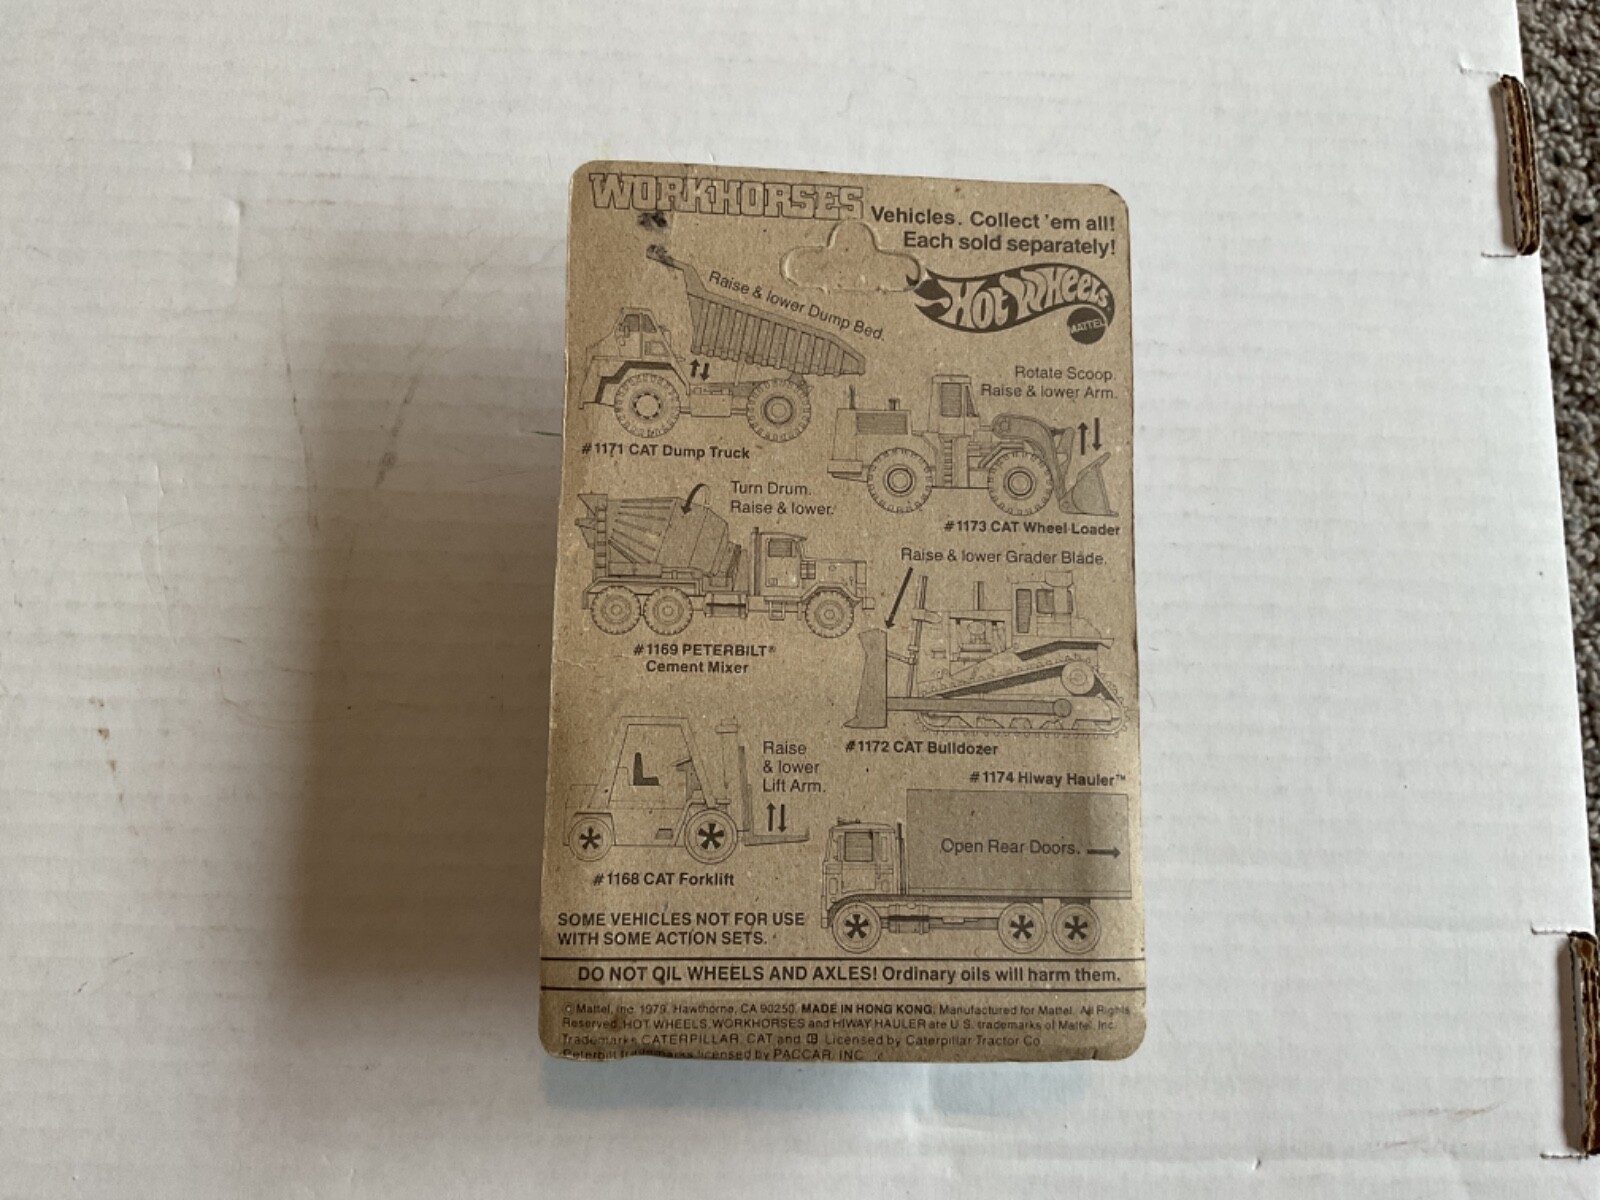 WORKHORSES Vehicles. Collect 'em all!
Each sold separately!
Hot Wheels
MATTEL
Raise & lower Dump Bed.
#1171 CAT Dump Truck
Rotate Scoop.
Raise & lower Arm.
#1173 CAT Wheel Loader
Turn Drum.
Raise & lower.
#1169 PETERBILT®
Cement Mixer
Raise & lower Grader Blade.
#1172 CAT Bulldozer
Raise
& lower
Lift Arm.
#1168 CAT Forklift
#1174 Hiway Hauler™
Open Rear Doors.
SOME VEHICLES NOT FOR USE
WITH SOME ACTION SETS.
DO NOT OIL WHEELS AND AXLES! Ordinary oils will harm them.
© Mattel, Inc. 1979, Hawthorne, CA 90250. MADE IN HONG KONG. Manufactured for Mattel. All Rights
Reserved. HOT WHEELS, WORKHORSES and HIWAY HAULER are U.S. trademarks of Mattel, Inc.
Trademarks CATERPILLAR, CAT and Licensed by Caterpillar Tractor Co
Peterbilt trademarks licensed by PACCAR, INC.